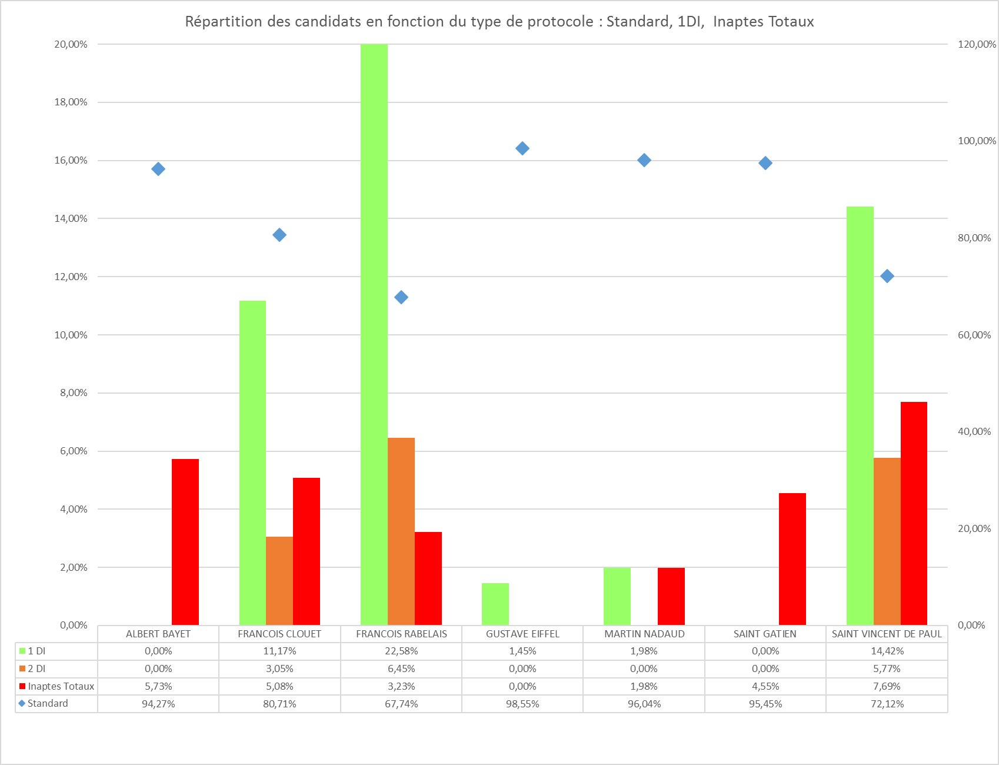 Répartition des candidats en fonction du type de protocole : Standard, 1DI,  Inaptes Totaux
20,00% 120,00%
18,00%
100,00%
16,00%
14,00%
80,00%
12,00%
10,00% 60,00%
8,00%
40,00%
6,00%
4,00%
20,00%
2,00%
0,00% 0,00%
ALBERT BAYET FRANCOIS CLOUET FRANCOIS RABELAIS GUSTAVE EIFFEL MARTIN NADAUD SAINT GATIEN SAINT VINCENT DE PAUL
1 DI 0,00% 11,17% 22,58% 1,45% 1,98% 0,00% 14,42%
2 DI 0,00% 3,05% 6,45% 0,00% 0,00% 0,00% 5,77%
Inaptes Totaux 5,73% 5,08% 3,23% 0,00% 1,98% 4,55% 7,69%
Standard 94,27% 80,71% 67,74% 98,55% 96,04% 95,45% 72,12%